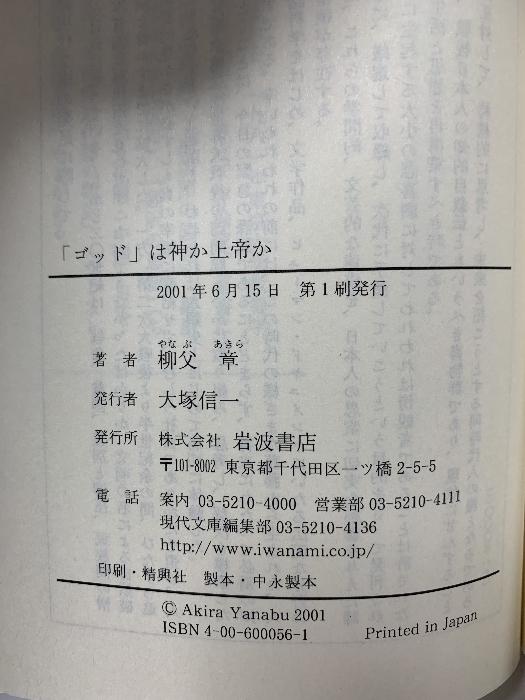 「ゴッド」は神か上帝か
2001年6月15日 第1刷発行
やなぶ あきら
著者 柳父 章
発行者 大塚信一
発行所 株式会社 岩波書店
〒101-8002 東京都千代田区一ツ橋2-5-5
電話 案内 03-5210-4000 営業部 03-5210-4111
現代文庫編集部 03-5210-4136
http://www.iwanami.co.jp/
印刷・精興社 製本・中永製本
© Akira Yanabu 2001
ISBN 4-00-600056-1 Printed in Japan